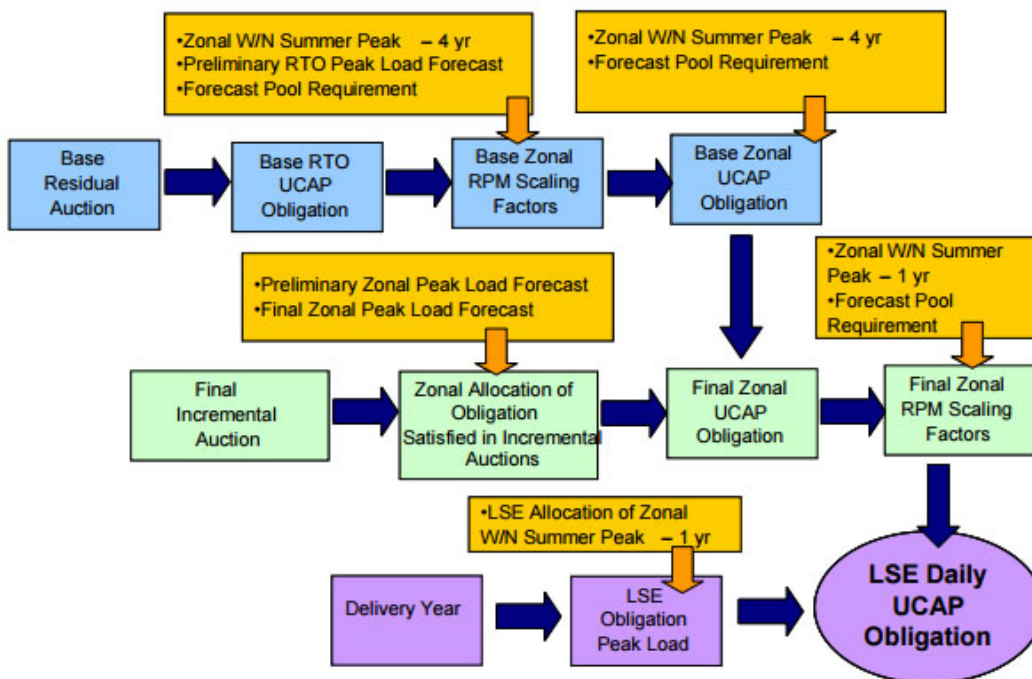 •Zonal W/N Summer Peak – 4 yr
•Preliminary RTO Peak Load Forecast
•Forecast Pool Requirement
•Zonal W/N Summer Peak – 4 yr
•Forecast Pool Requirement
Base
Residual
Auction
Base RTO
UCAP
Obligation
Base Zonal
RPM Scaling
Factors
Base Zonal
UCAP
Obligation
•Preliminary Zonal Peak Load Forecast
•Final Zonal Peak Load Forecast
•Zonal W/N Summer
Peak – 1 yr
•Forecast Pool
Requirement
Final
Incremental
Auction
Zonal Allocation of
Obligation
Satisfied in Incremental
Auctions
Final Zonal
UCAP
Obligation
Final Zonal
RPM Scaling
Factors
•LSE Allocation of Zonal
W/N Summer Peak – 1 yr
Delivery Year
LSE
Obligation
Peak Load
LSE Daily
UCAP
Obligation